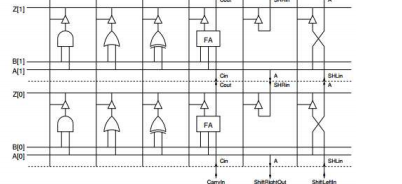 Cout SHRin A
Z[1]
FA
B[1]
A[1]
Cin A SHLin
Cout SHRin A
Z[0]
FA
B[0]
A[0]
Cin A SHLin
CarryIn ShiftRightOut ShiftLeftIn